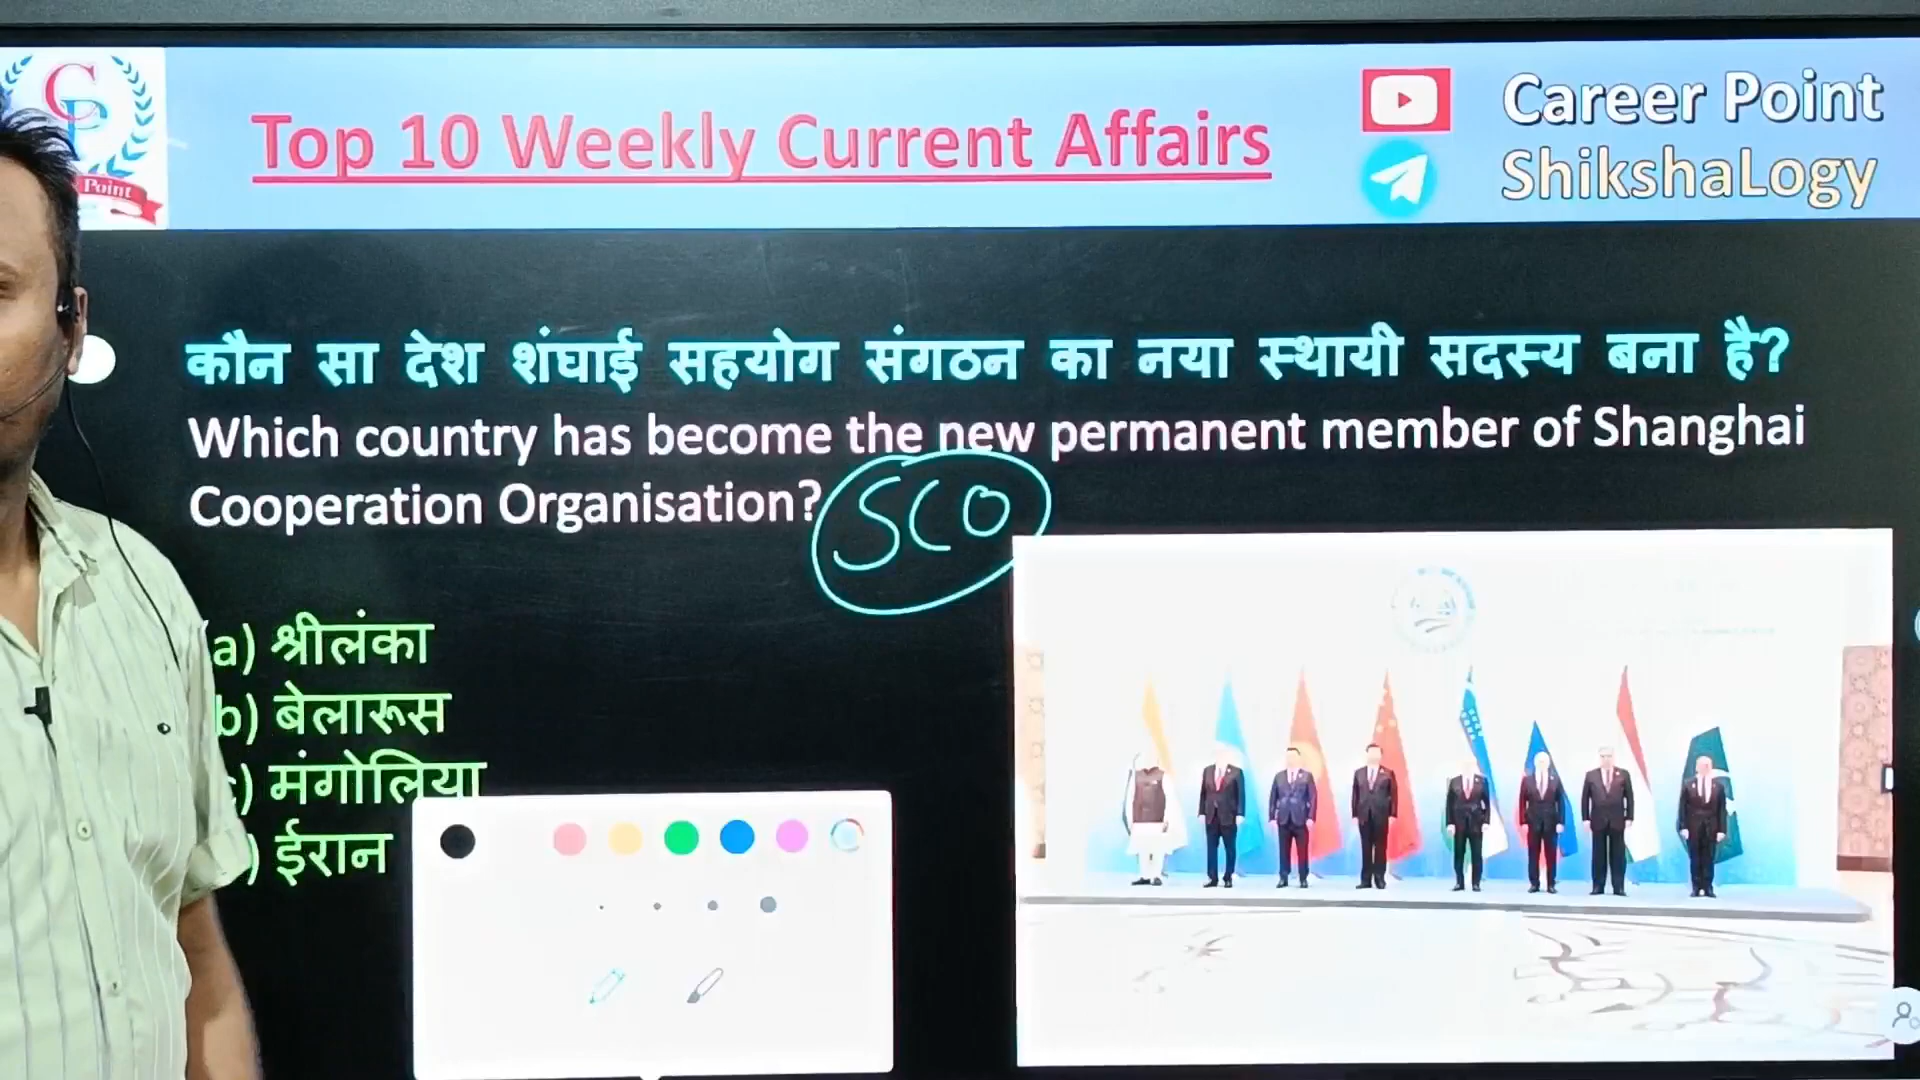 CP
Point
Top 10 Weekly Current Affairs
Career Point
ShikshaLogy
कौन सा देश शंघाई सहयोग संगठन का नया स्थायी सदस्य बना है?
Which country has become the new permanent member of Shanghai
Cooperation Organisation?
SCO
a) श्रीलंका
b) बेलारूस
c) मंगोलिया
) ईरान